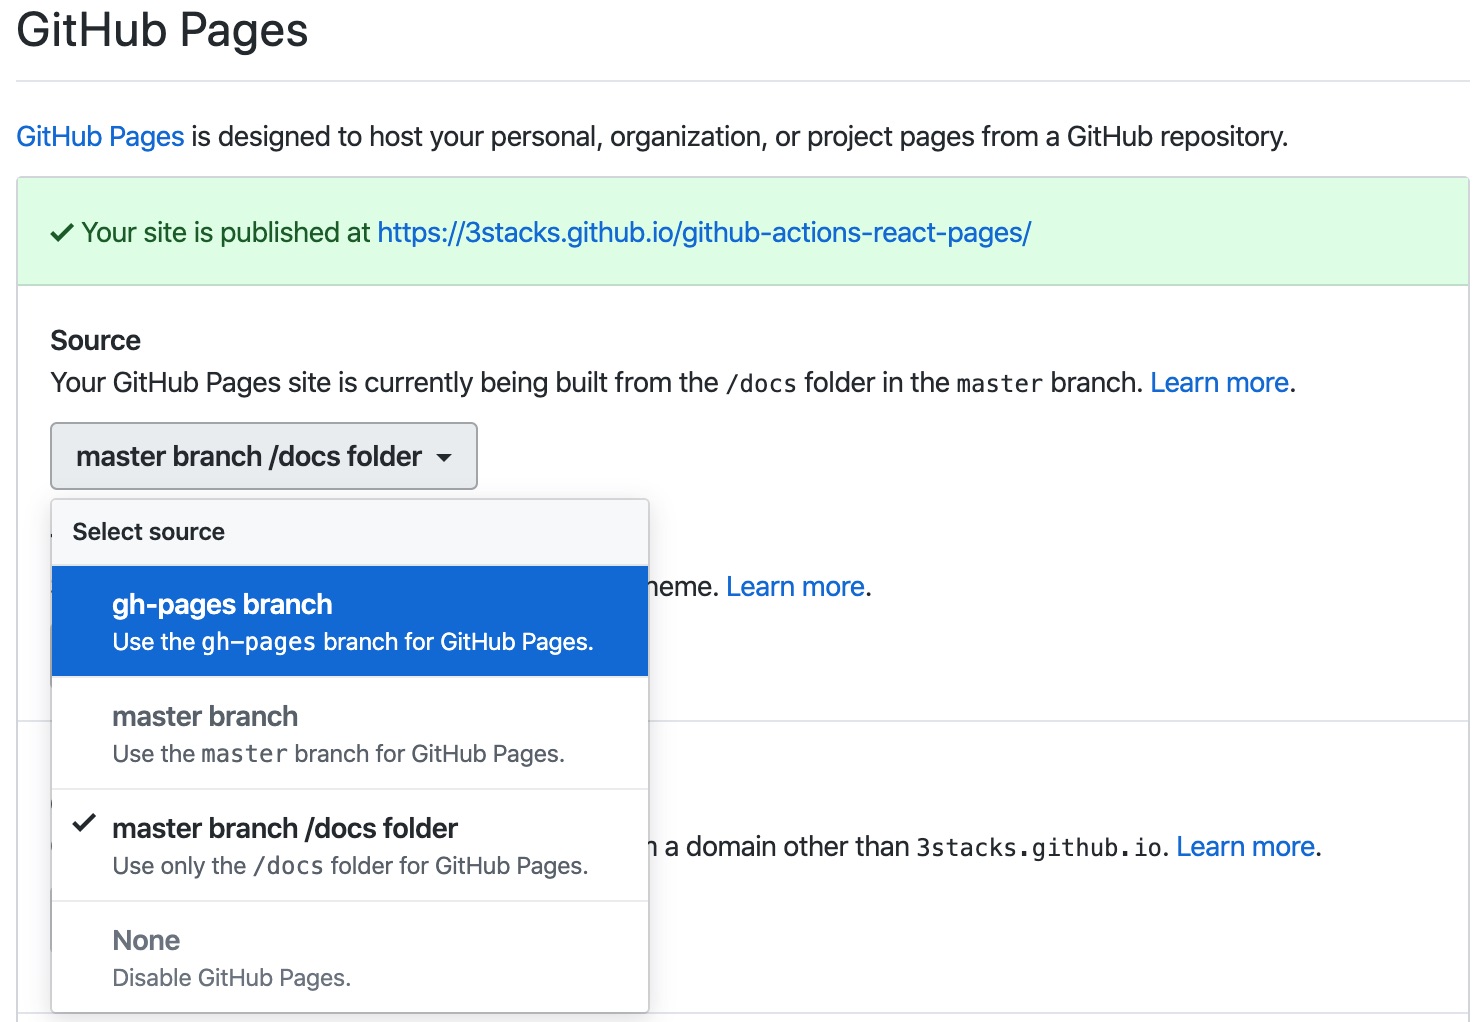 GitHub Pages
GitHub Pages is designed to host your personal, organization, or project pages from a GitHub repository.
✓ Your site is published at https://3stacks.github.io/github-actions-react-pages/
Source
Your GitHub Pages site is currently being built from the /docs folder in the master branch. Learn more.
master branch /docs folder
Select source
gh-pages branch
Use the gh-pages branch for GitHub Pages.
heme. Learn more.
master branch
Use the master branch for GitHub Pages.
master branch /docs folder
Use only the /docs folder for GitHub Pages.
a domain other than 3stacks.github.io. Learn more.
None
Disable GitHub Pages.